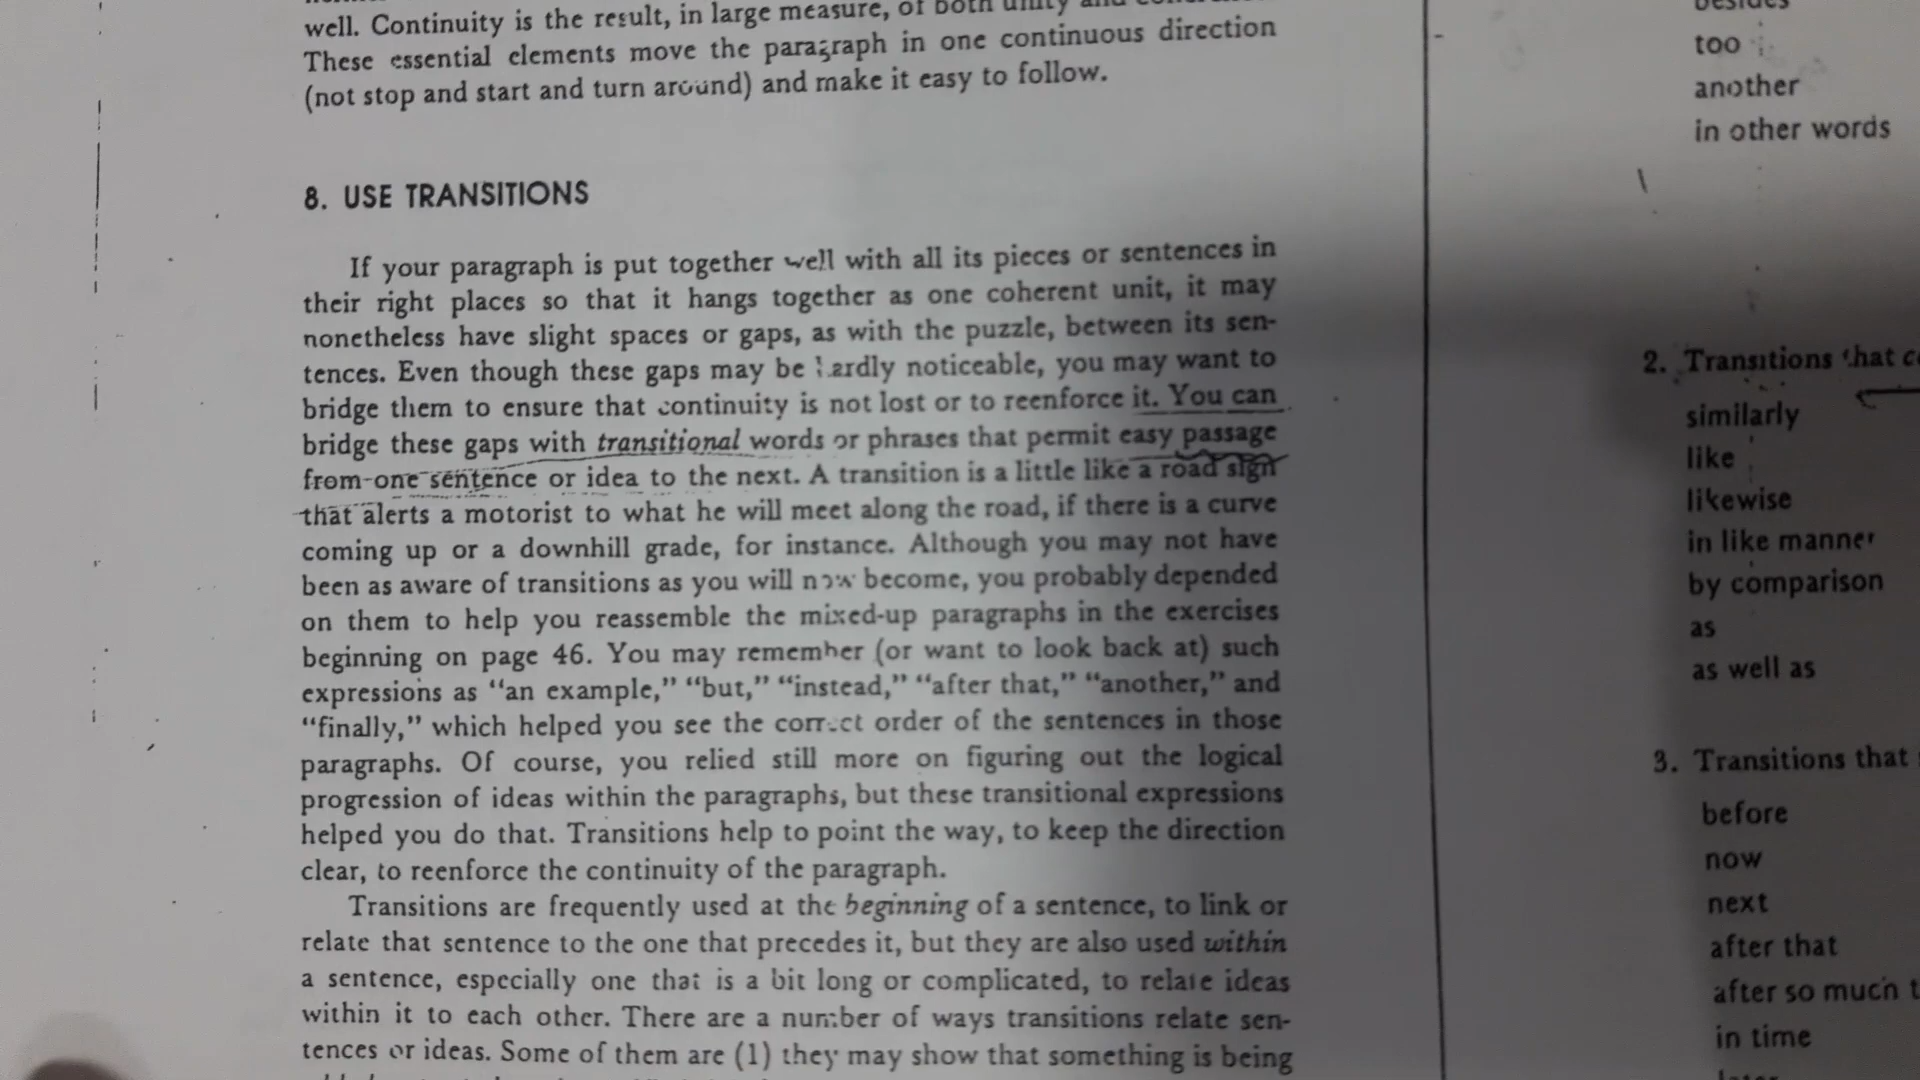 well. Continuity is the result, in large measure, of both unity and
These essential elements move the paragraph in one continuous direction
(not stop and start and turn around) and make it easy to follow.
8. USE TRANSITIONS
If your paragraph is put together well with all its pieces or sentences in
their right places so that it hangs together as one coherent unit, it may
nonetheless have slight spaces or gaps, as with the puzzle, between its sen-
tences. Even though these gaps may be hardly noticeable, you may want to
bridge them to ensure that continuity is not lost or to reenforce it. You can
bridge these gaps with transitional words or phrases that permit easy passage
from one sentence or idea to the next. A transition is a little like a road sign
that alerts a motorist to what he will meet along the road, if there is a curve
coming up or a downhill grade, for instance. Although you may not have
been as aware of transitions as you will now become, you probably depended
on them to help you reassemble the mixed-up paragraphs in the exercises
beginning on page 46. You may remember (or want to look back at) such
expressions as “an example,” “but,” “instead,” “after that,” “another,” and
“finally,” which helped you see the correct order of the sentences in those
paragraphs. Of course, you relied still more on figuring out the logical
progression of ideas within the paragraphs, but these transitional expressions
helped you do that. Transitions help to point the way, to keep the direction
clear, to reenforce the continuity of the paragraph.
Transitions are frequently used at the beginning of a sentence, to link or
relate that sentence to the one that precedes it, but they are also used within
a sentence, especially one that is a bit long or complicated, to relate ideas
within it to each other. There are a number of ways transitions relate sen-
tences or ideas. Some of them are (1) they may show that something is being
besides
too
another
in other words
2. Transitions that
similarly
like
likewise
in like manner
by comparison
as
as well as
3. Transitions that
before
now
next
after that
after so much
in time